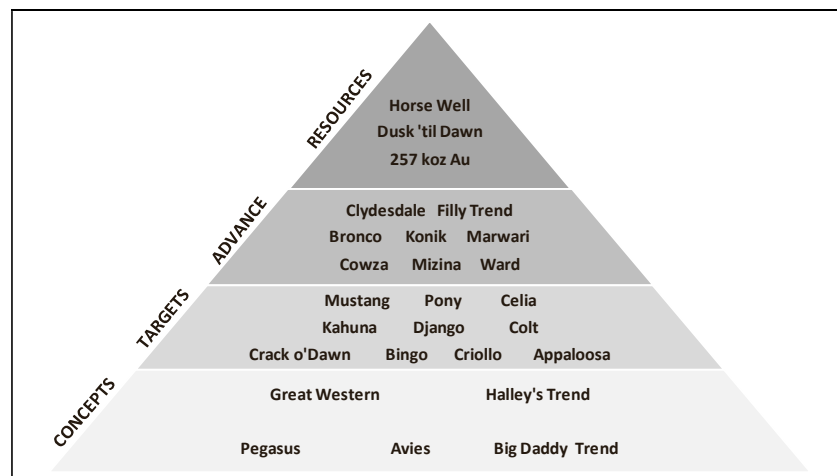 RESOURCES
Horse Well
Dusk 'til Dawn
257 koz Au
ADVANCE
Clydesdale Filly Trend
Bronco Konik Marwari
Cowza Mizina Ward
TARGETS
Mustang Pony Celia
Kahuna Django Colt
Crack o'Dawn Bingo Criollo Appaloosa
CONCEPTS
Great Western Halley's Trend
Pegasus Avies Big Daddy Trend